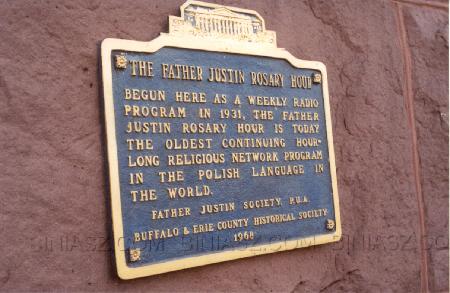 THE FATHER JUSTIN ROSARY HOUR
BEGUN HERE AS A WEEKLY RADIO
PROGRAM IN 1931, THE FATHER
JUSTIN ROSARY HOUR IS TODAY
THE OLDEST CONTINUING HOUR-
LONG RELIGIOUS NETWORK PROGRAM
IN THE POLISH LANGUAGE IN
THE WORLD.
FATHER JUSTIN SOCIETY, P.U.A.
BUFFALO & ERIE COUNTY HISTORICAL SOCIETY
1968